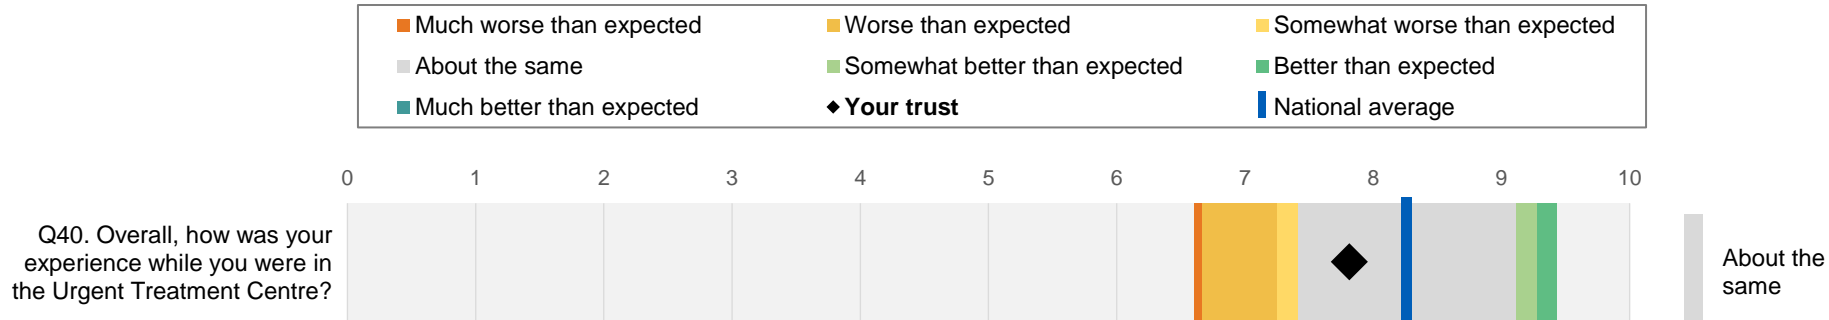 Much worse than expected
Worse than expected
Somewhat worse than expected
About the same
Somewhat better than expected
Better than expected
Much better than expected
Your trust
National average
0 1 2 3 4 5 6 7 8 9 10
Q40. Overall, how was your
experience while you were in
the Urgent Treatment Centre?
About the
same